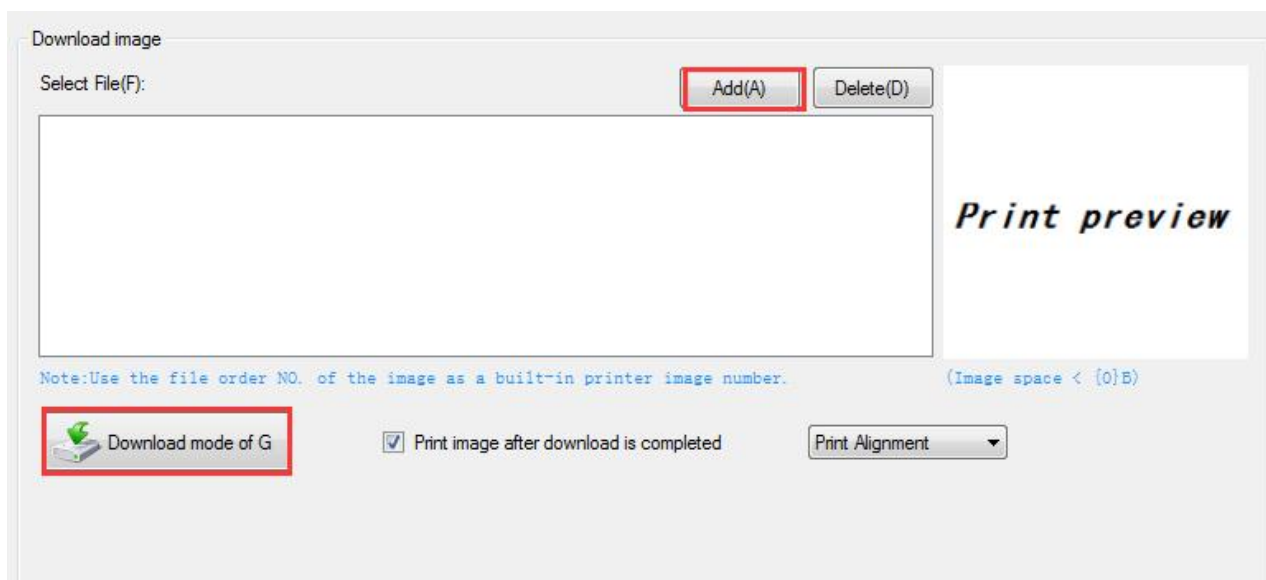 Download image
Select File(F):
Add(A)
Delete(D)
Print preview
Note:Use the file order NO. of the image as a built-in printer image number.
(Image space < {0}B)
Download mode of G
Print image after download is completed
Print Alignment